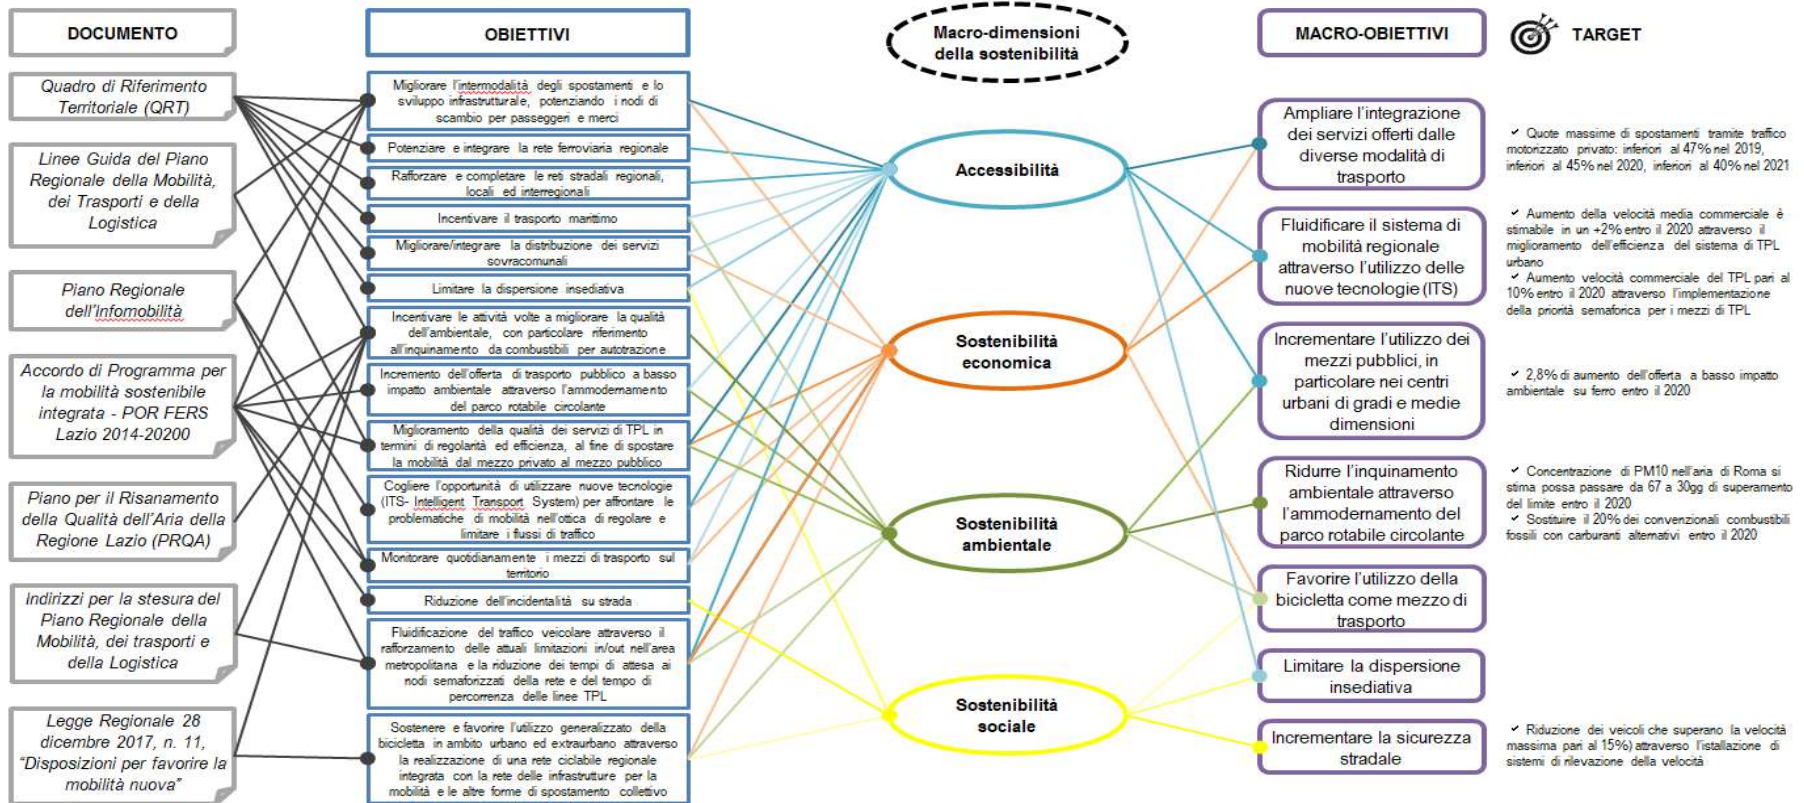 DOCUMENTO
Quadro di Riferimento
Territoriale (QRT)
Linee Guida del Piano
Regionale della Mobilità,
dei Trasporti e della
Logistica
Piano Regionale
dell'Infomobilità
Accordo di Programma per
la mobilità sostenibile
integrata - POR FERS
Lazio 2014-20200
Piano per il Risanamento
della Qualità dell'Aria della
Regione Lazio (PRQA)
Indirizzi per la stesura del
Piano Regionale della
Mobilità, dei trasporti e
della Logistica
Legge Regionale 28
dicembre 2017, n. 11,
"Disposizioni per favorire la
mobilità nuova"
OBIETTIVI
Migliorare l'intermodalità degli spostamenti e lo
sviluppo infrastrutturale, potenziando i nodi di
scambio per passeggeri e merci
Potenziare e integrare la rete ferroviaria regionale
Rafforzare e completare le reti stradali regionali,
locali ed interregionali
Incentivare il trasporto marittimo
Migliorare/integrare la distribuzione dei servizi
sovracomunali
Limitare la dispersione insediativa
Incentivare le attività volte a migliorare la qualità
dell'ambientale, con particolare riferimento
all'inquinamento da combustibili per autotrazione
Incremento dell'offerta di trasporto pubblico a basso
impatto ambientale attraverso l'ammodernamento
del parco rotabile circolante
Miglioramento della qualità dei servizi di TPL in
termini di regolarità ed efficienza, al fine di spostare
la mobilità dal mezzo privato al mezzo pubblico
Cogliere l'opportunità di utilizzare nuove tecnologie
(ITS- Intelligent Transport System) per affrontare le
problematiche di mobilità nell'ottica di regolare e
limitare i flussi di traffico
Monitorare quotidianamente i mezzi di trasporto sul
territorio
Riduzione dell'incidentalità su strada
Fluidificazione del traffico veicolare attraverso il
rafforzamento delle attuali limitazioni in/out nell'area
metropolitana e la riduzione dei tempi di attesa ai
nodi semaforizzati della rete e del tempo di
percorrenza delle linee TPL
Sostenere e favorire l'utilizzo generalizzato della
bicicletta in ambito urbano ed extraurbano attraverso
la realizzazione di una rete ciclabile regionale
integrata con la rete delle infrastrutture per la
mobilità e le altre forme di spostamento collettivo
Macro-dimensioni
della sostenibilità
Accessibilità
Sostenibilità
economica
Sostenibilità
ambientale
Sostenibilità
sociale
MACRO-OBIETTIVI
Ampliare l'integrazione
dei servizi offerti dalle
diverse modalità di
trasporto
Fluidificare il sistema di
mobilità regionale
attraverso l'utilizzo delle
nuove tecnologie (ITS)
Incrementare l'utilizzo dei
mezzi pubblici, in
particolare nei centri
urbani di gradi e medie
dimensioni
Ridurre l'inquinamento
ambientale attraverso
l'ammodernamento del
parco rotabile circolante
Favorire l'utilizzo della
bicicletta come mezzo di
trasporto
Limitare la dispersione
insediativa
Incrementare la sicurezza
stradale
TARGET
✓ Quote massime di spostamenti tramite traffico
motorizzato privato: inferiori al 47% nel 2019,
inferiori al 45% nel 2020, inferiori al 40% nel 2021
✓ Aumento della velocità media commerciale è
stimabile in un +2% entro il 2020 attraverso il
miglioramento dell'efficienza del sistema di TPL
urbano
✓ Aumento velocità commerciale del TPL pari al
10% entro il 2020 attraverso l'implementazione
della priorità semaforica per i mezzi di TPL
✓ 2,8% di aumento dell'offerta a basso impatto
ambientale su ferro entro il 2020
✓ Concentrazione di PM10 nell'aria di Roma si
stima possa passare da 67 a 30gg di superamento
del limite entro il 2020
✓ Sostituire il 20% dei convenzionali combustibili
fossili con carburanti alternativi entro il 2020
✓ Riduzione dei veicoli che superano la velocità
massima pari al 15%) attraverso l'istallazione di
sistemi di rilevazione della velocità